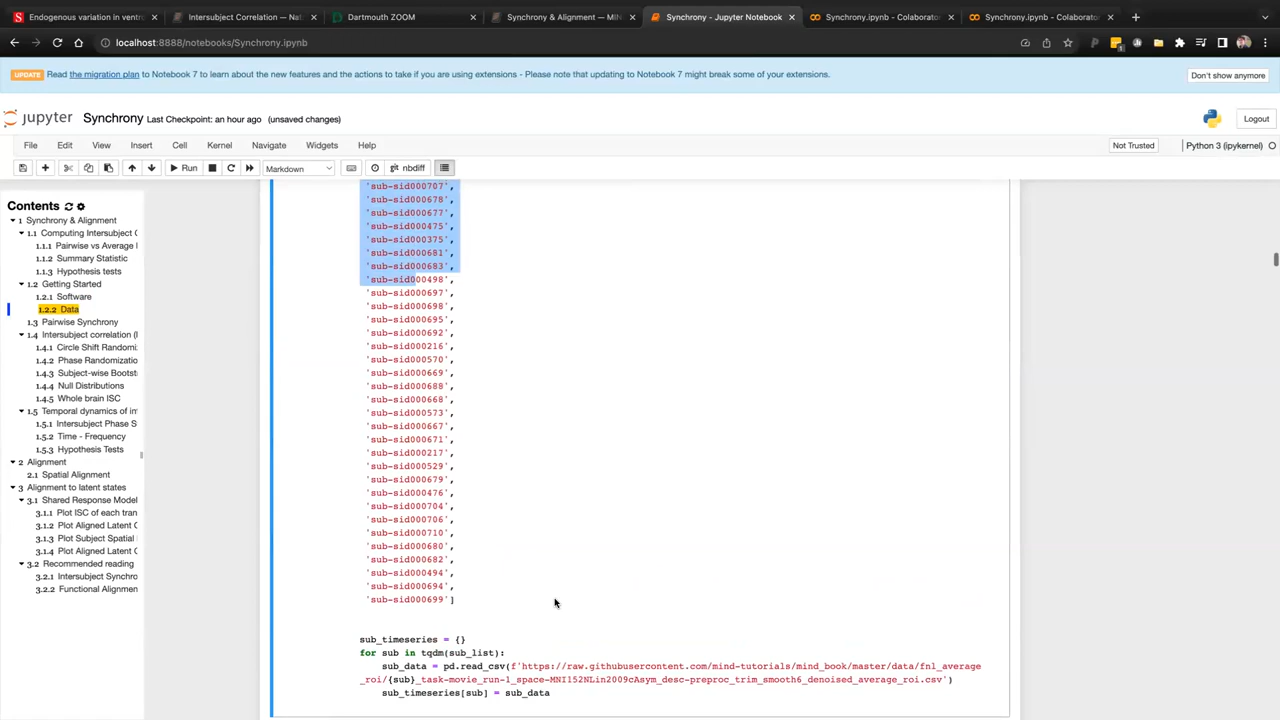 Endogenous variation in ventro
Intersubject Correlation — Nat
Dartmouth ZOOM
Synchrony & Alignment — MIN
Synchrony - Jupyter Notebook
Synchrony.ipynb - Colaborato
Synchrony.ipynb - Colaborator
localhost:8888/notebooks/Synchrony.ipynb
UPDATE Read the migration plan to Notebook 7 to learn about the new features and the actions to take if you are using extensions - Please note that updating to Notebook 7 might break some of your extensions.
Don't show anymore
jupyter Synchrony Last Checkpoint: an hour ago (unsaved changes)
Logout
File Edit View Insert Cell Kernel Navigate Widgets Help
Not Trusted Python 3 (ipykernel)
Run Markdown nbdiff
Contents
1 Synchrony & Alignment
1.1 Computing Intersubject C
1.1.1 Pairwise vs Average I
1.1.2 Summary Statistic
1.1.3 Hypothesis tests
1.2 Getting Started
1.2.1 Software
1.2.2 Data
1.3 Pairwise Synchrony
1.4 Intersubject correlation (I
1.4.1 Circle Shift Randomi
1.4.2 Phase Randomizatio
1.4.3 Subject-wise Bootst
1.4.4 Null Distributions
1.4.5 Whole brain ISC
1.5 Temporal dynamics of in
1.5.1 Intersubject Phase S
1.5.2 Time - Frequency
1.5.3 Hypothesis Tests
2 Alignment
2.1 Spatial Alignment
3 Alignment to latent states
3.1 Shared Response Model
3.1.1 Plot ISC of each tran
3.1.2 Plot Aligned Latent C
3.1.3 Plot Subject Spatial
3.1.4 Plot Aligned Latent C
3.2 Recommended reading
3.2.1 Intersubject Synchro
3.2.2 Functional Alignmen
'sub-sid000707',
'sub-sid000678',
'sub-sid000677',
'sub-sid000475',
'sub-sid000375',
'sub-sid000681',
'sub-sid000683',
'sub-sid000498',
'sub-sid000697',
'sub-sid000698',
'sub-sid000695',
'sub-sid000692',
'sub-sid000216',
'sub-sid000570',
'sub-sid000669',
'sub-sid000688',
'sub-sid000668',
'sub-sid000573',
'sub-sid000667',
'sub-sid000671',
'sub-sid000217',
'sub-sid000529',
'sub-sid000679',
'sub-sid000476',
'sub-sid000704',
'sub-sid000706',
'sub-sid000710',
'sub-sid000680',
'sub-sid000682',
'sub-sid000494',
'sub-sid000694',
'sub-sid000699']
sub_timeseries = {}
for sub in tqdm(sub_list):
sub_data = pd.read_csv(f'https://raw.githubusercontent.com/mind-tutorials/mind_book/master/data/fnl_average
_roi/{sub}_task-movie_run-1_space-MNI152NLin2009cAsym_desc-preproc_trim_smooth6_denoised_average_roi.csv')
sub_timeseries[sub] = sub_data